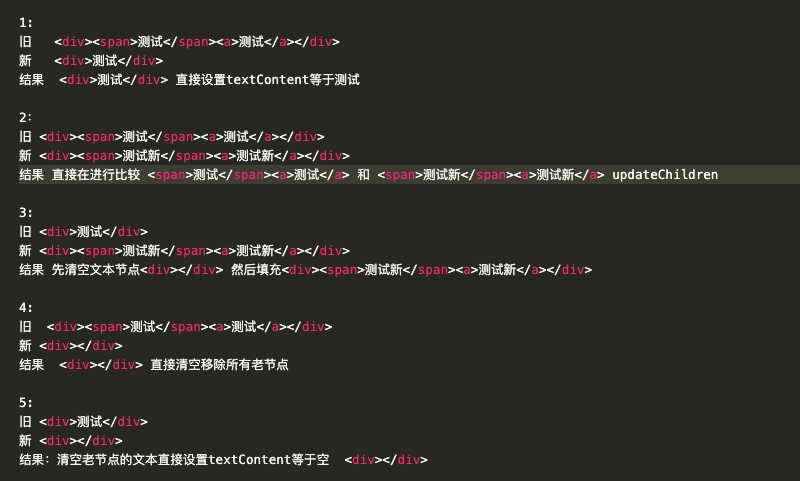 1:
旧   <div><span>测试</span><a>测试</a></div>
新   <div>测试</div>
结果  <div>测试</div> 直接设置textContent等于测试
2:
旧 <div><span>测试</span><a>测试</a></div>
新 <div><span>测试新</span><a>测试新</a></div>
结果 直接在进行比较 <span>测试</span><a>测试</a> 和 <span>测试新</span><a>测试新</a> updateChildren
3:
旧 <div>测试</div>
新 <div><span>测试新</span><a>测试新</a></div>
结果 先清空文本节点<div></div> 然后填充<div><span>测试新</span><a>测试新</a></div>
4:
旧  <div><span>测试</span><a>测试</a></div>
新 <div></div>
结果  <div></div> 直接清空移除所有老节点
5:
旧 <div>测试</div>
新 <div></div>
结果：清空老节点的文本直接设置textContent等于空  <div></div>